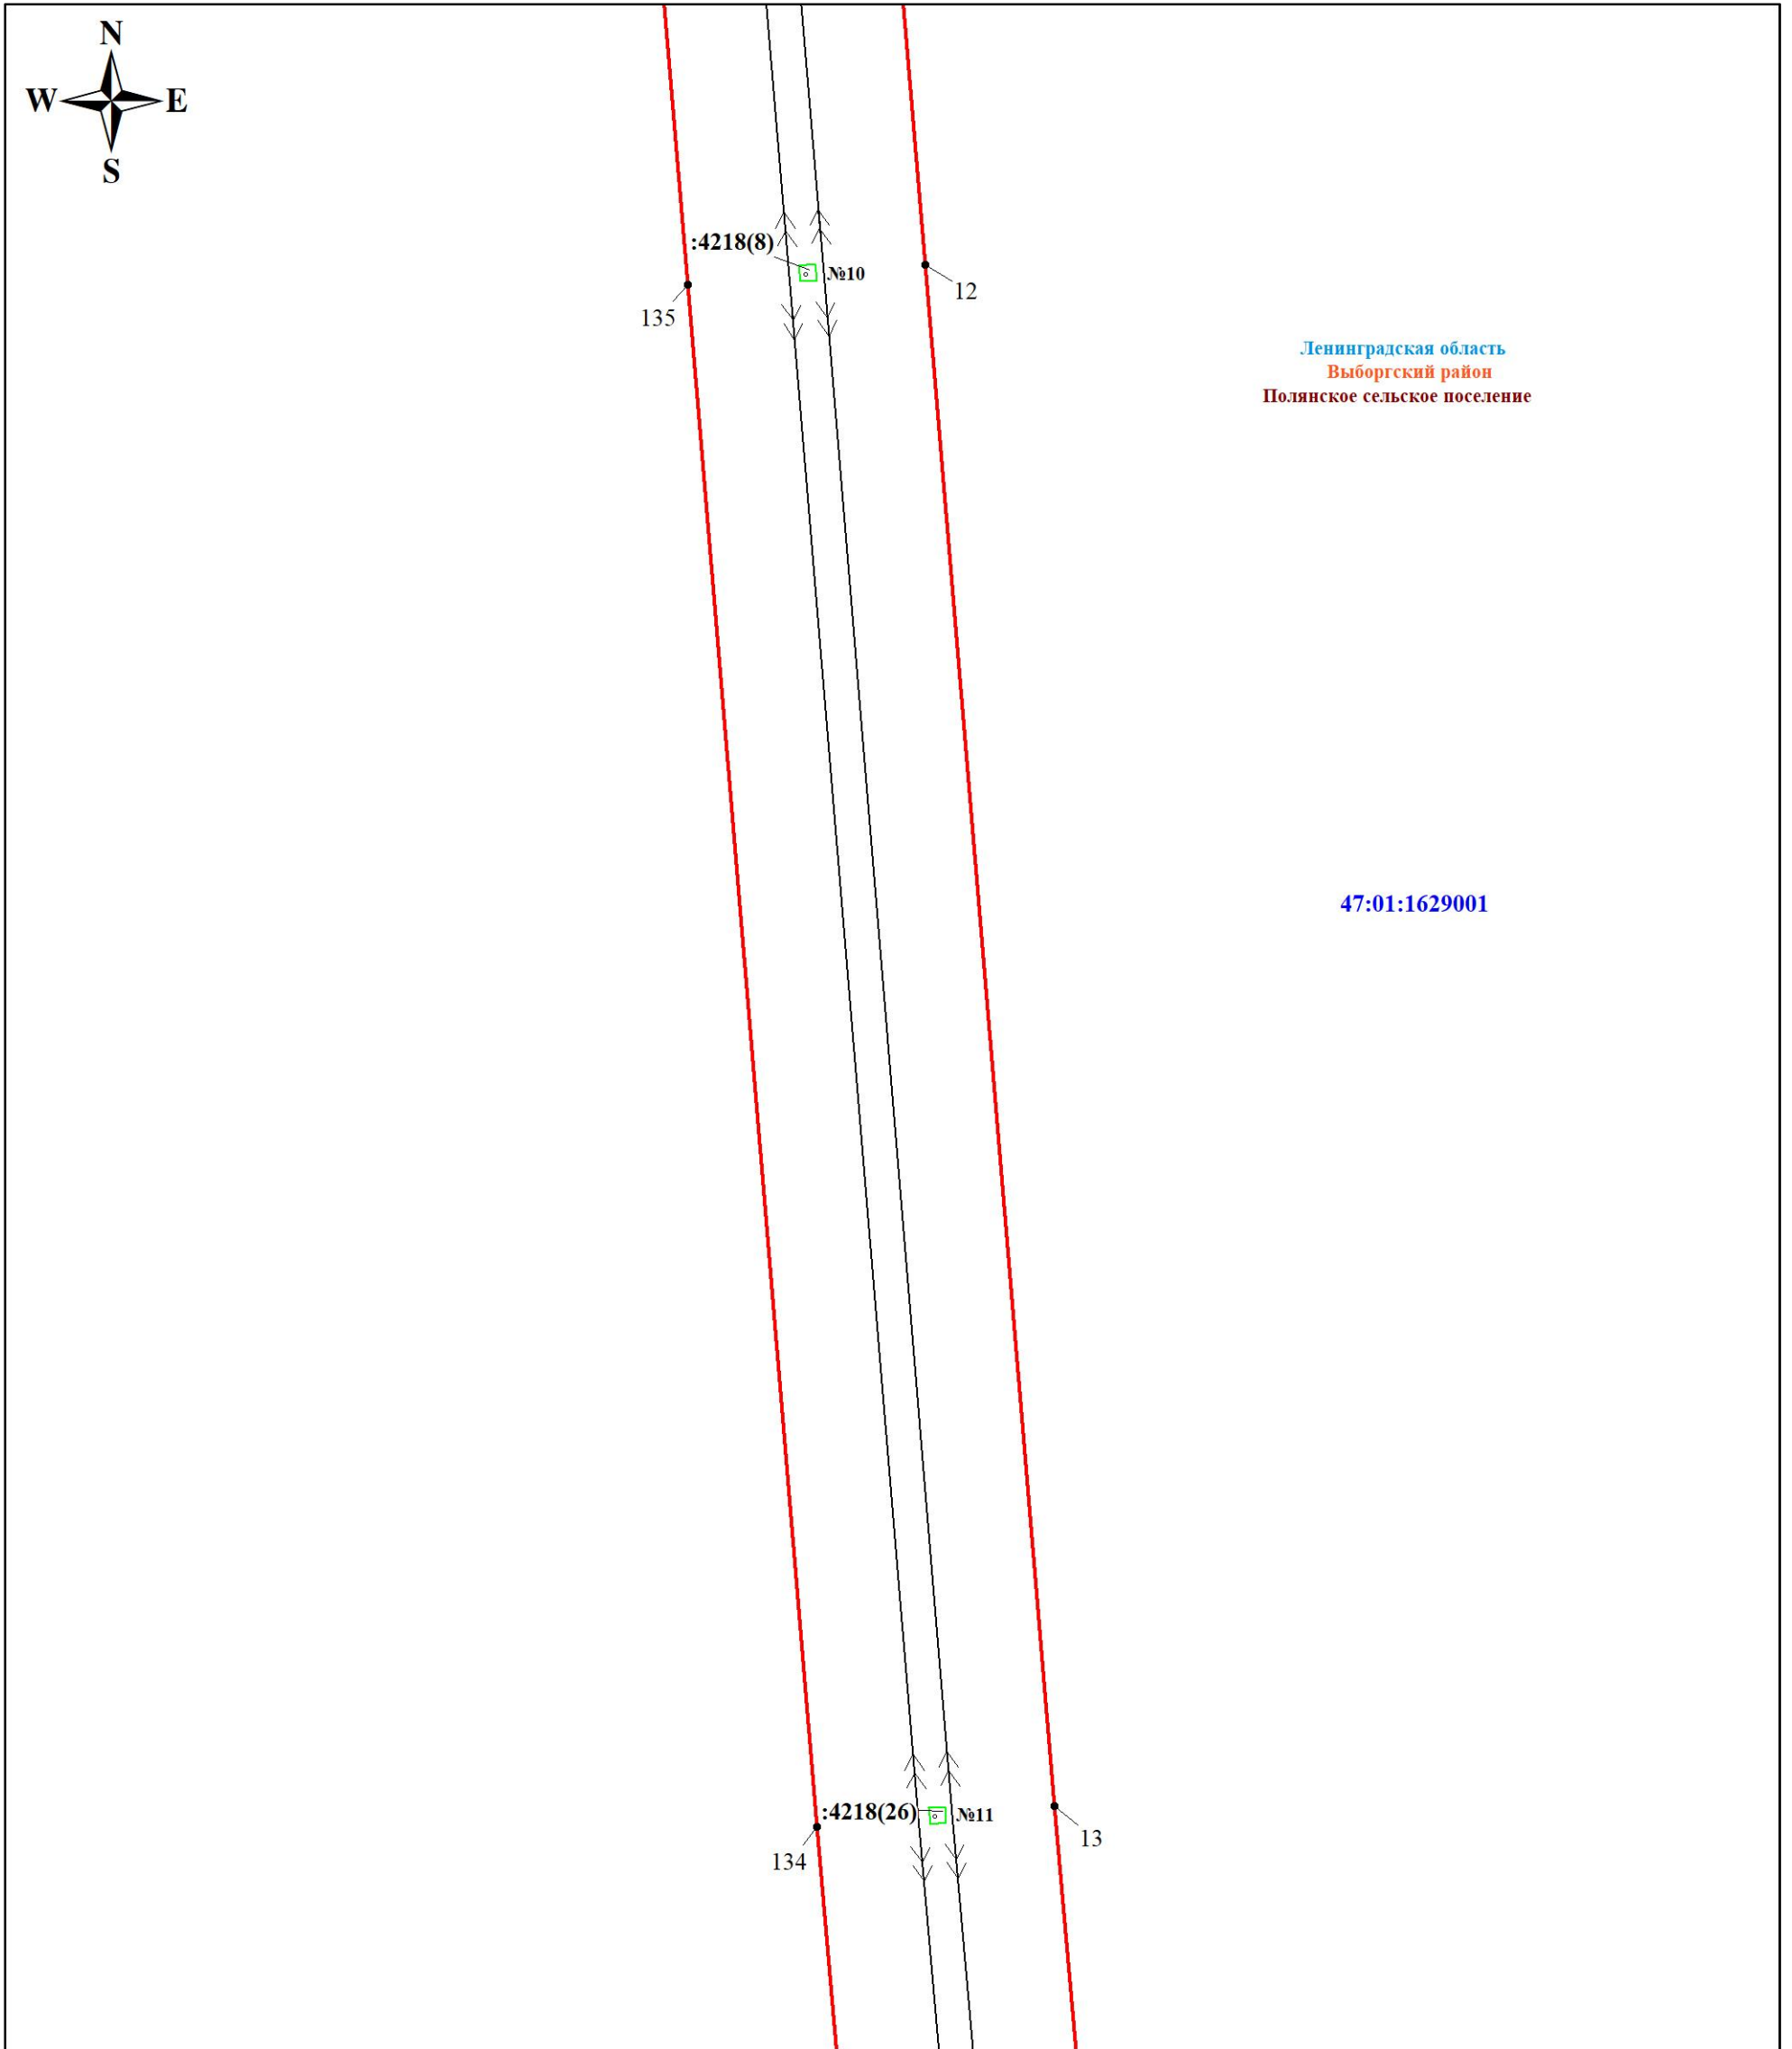 N
W E
S
:4218(8)
№10
12
135
Ленинградская область
Выборгский район
Полянское сельское поселение
47:01:1629001
:4218(26)
№11
13
134